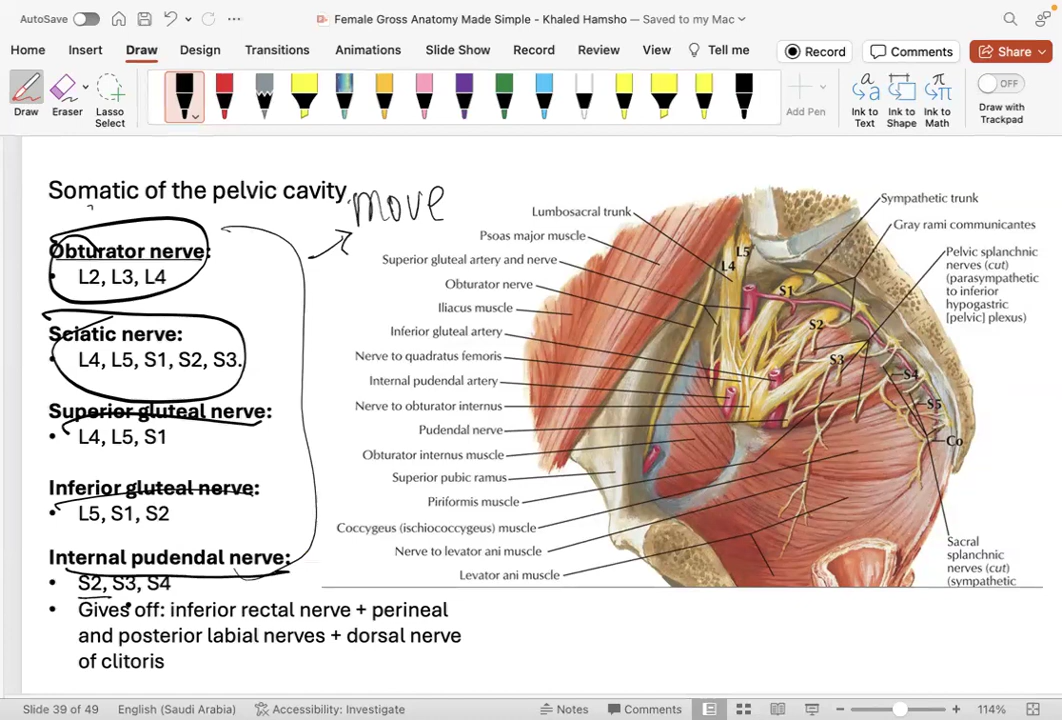 AutoSave
Female Gross Anatomy Made Simple - Khaled Hamsho — Saved to my Mac
Home Insert Draw Design Transitions Animations Slide Show Record Review View Tell me Record Comments Share
Draw Eraser Lasso Select Add Pen Ink to Text Ink to Shape Ink to Math OFF Draw with Trackpad
Somatic of the pelvic cavity
move
Obturator nerve:
• L2, L3, L4
Sciatic nerve:
• L4, L5, S1, S2, S3.
Superior gluteal nerve:
• L4, L5, S1
Inferior gluteal nerve:
• L5, S1, S2
Internal pudendal nerve:
• S2, S3, S4
• Gives off: inferior rectal nerve + perineal
and posterior labial nerves + dorsal nerve
of clitoris
Lumbosacral trunk
Psoas major muscle
Superior gluteal artery and nerve
Obturator nerve
Iliacus muscle
Inferior gluteal artery
Nerve to quadratus femoris
Internal pudendal artery
Nerve to obturator internus
Pudendal nerve
Obturator internus muscle
Superior pubic ramus
Piriformis muscle
Coccygeus (ischiococcygeus) muscle
Nerve to levator ani muscle
Levator ani muscle
L5
L4
S1
S2
S3
S4
S5
Co
Sympathetic trunk
Gray rami communicantes
Pelvic splanchnic
nerves (cut)
(parasympathetic
to inferior
hypogastric
[pelvic] plexus)
Sacral
splanchnic
nerves (cut)
(sympathetic
Slide 39 of 49 English (Saudi Arabia) Accessibility: Investigate Notes Comments 114%